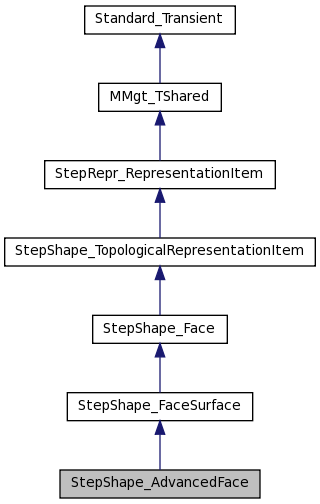 Standard_Transient
MMgt_TShared
StepRepr_RepresentationItem
StepShape_TopologicalRepresentationItem
StepShape_Face
StepShape_FaceSurface
StepShape_AdvancedFace